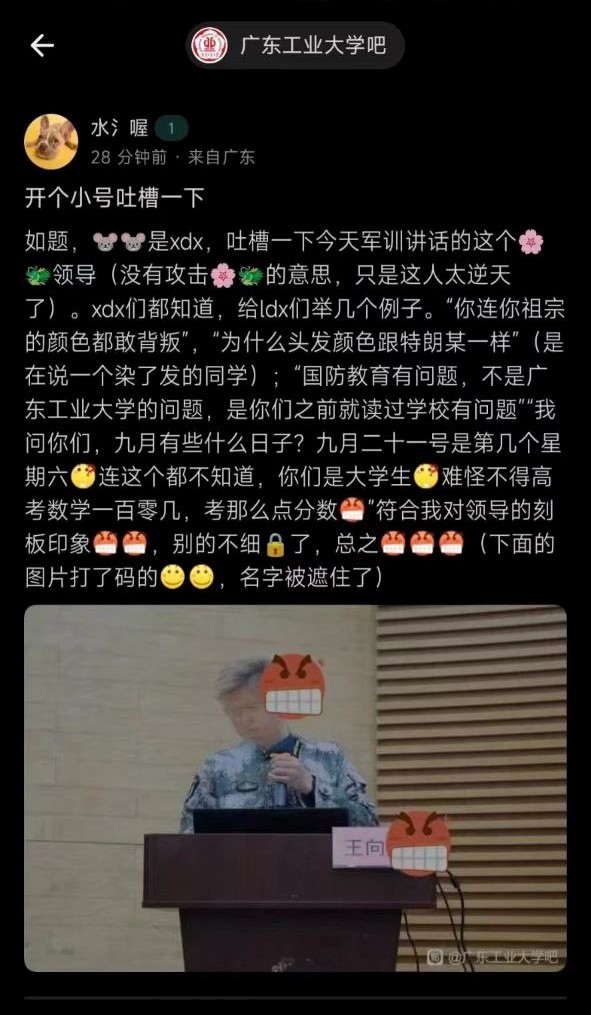 广东工业大学吧
水氵喔 1
28 分钟前 · 来自广东
开个小号吐槽一下
如题，🐭🐭是xdx，吐槽一下今天军训讲话的这个🌸
🐲领导（没有攻击🌸🐲的意思，只是这人太逆天
了）。xdx们都知道，给ldx们举几个例子。“你连你祖宗
的颜色都敢背叛”，“为什么头发颜色跟特朗某一样”（是
在说一个染了发的同学）；“国防教育有问题，不是广
东工业大学的问题，是你们之前就读过学校有问题”“我
问你们，九月有些什么日子？九月二十一号是第几个星
期六连这个都不知道，你们是大学生难怪不得高
考数学一百零几，考那么点分数”符合我对领导的刻
板印象，别的不细🔒了，总之（下面的
图片打了码的，名字被遮住了）
王向
@广东工业大学吧